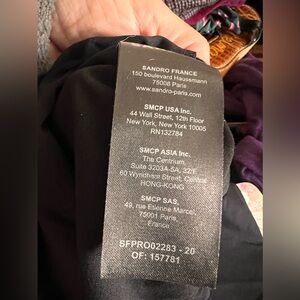 SANDRO FRANCE
150 boulevard Haussmann
75008 Paris
www.sandro-paris.com
SMCP USA Inc.
44 Wall Street, 12th Floor
New York, New York 10005
RN132784
SMCP ASIA Inc.
The Centrium,
Suite 3203A-5A, 32/F
60 Wyndham Street, Central
HONG-KONG
SMCP SAS,
49, rue Etienne Marcel,
75001 Paris,
France
SFPRO02283 - 20
OF: 157781